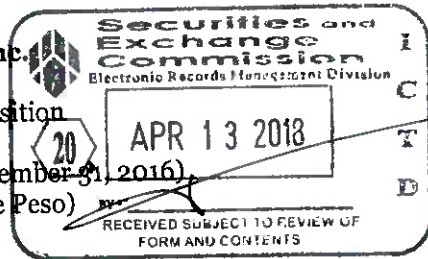 Securities and
Exchange
Commission
Electronic Records Management Division
nc.
sition
20
APR 13 2018
ember 31, 2016)
e Peso)
RECEIVED SUBJECT TO REVIEW OF
FORM AND CONTENTS
I
C
T
D